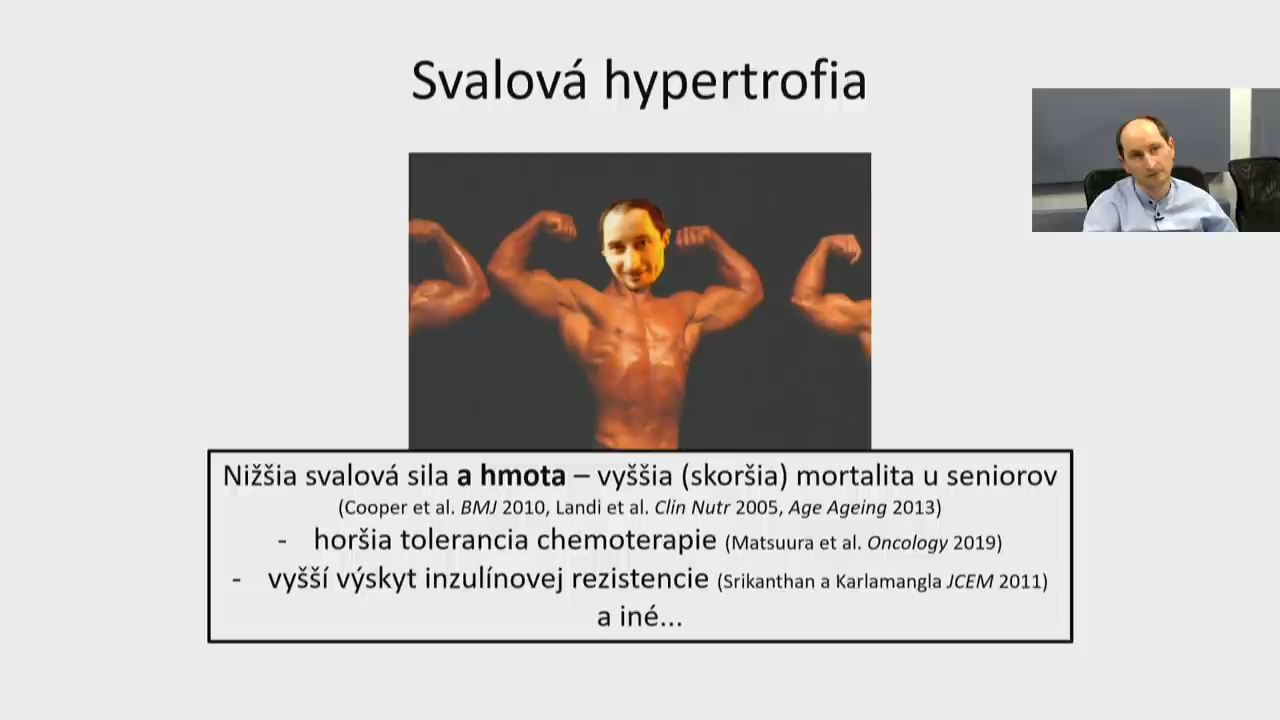 Svalová hypertrofia
Nižšia svalová sila a hmota – vyššia (skoršia) mortalita u seniorov
(Cooper et al. BMJ 2010, Landi et al. Clin Nutr 2005, Age Ageing 2013)
- horšia tolerancia chemoterapie (Matsuura et al. Oncology 2019)
- vyšší výskyt inzulínovej rezistencie (Srikanthan a Karlamangla JCEM 2011)
a iné...